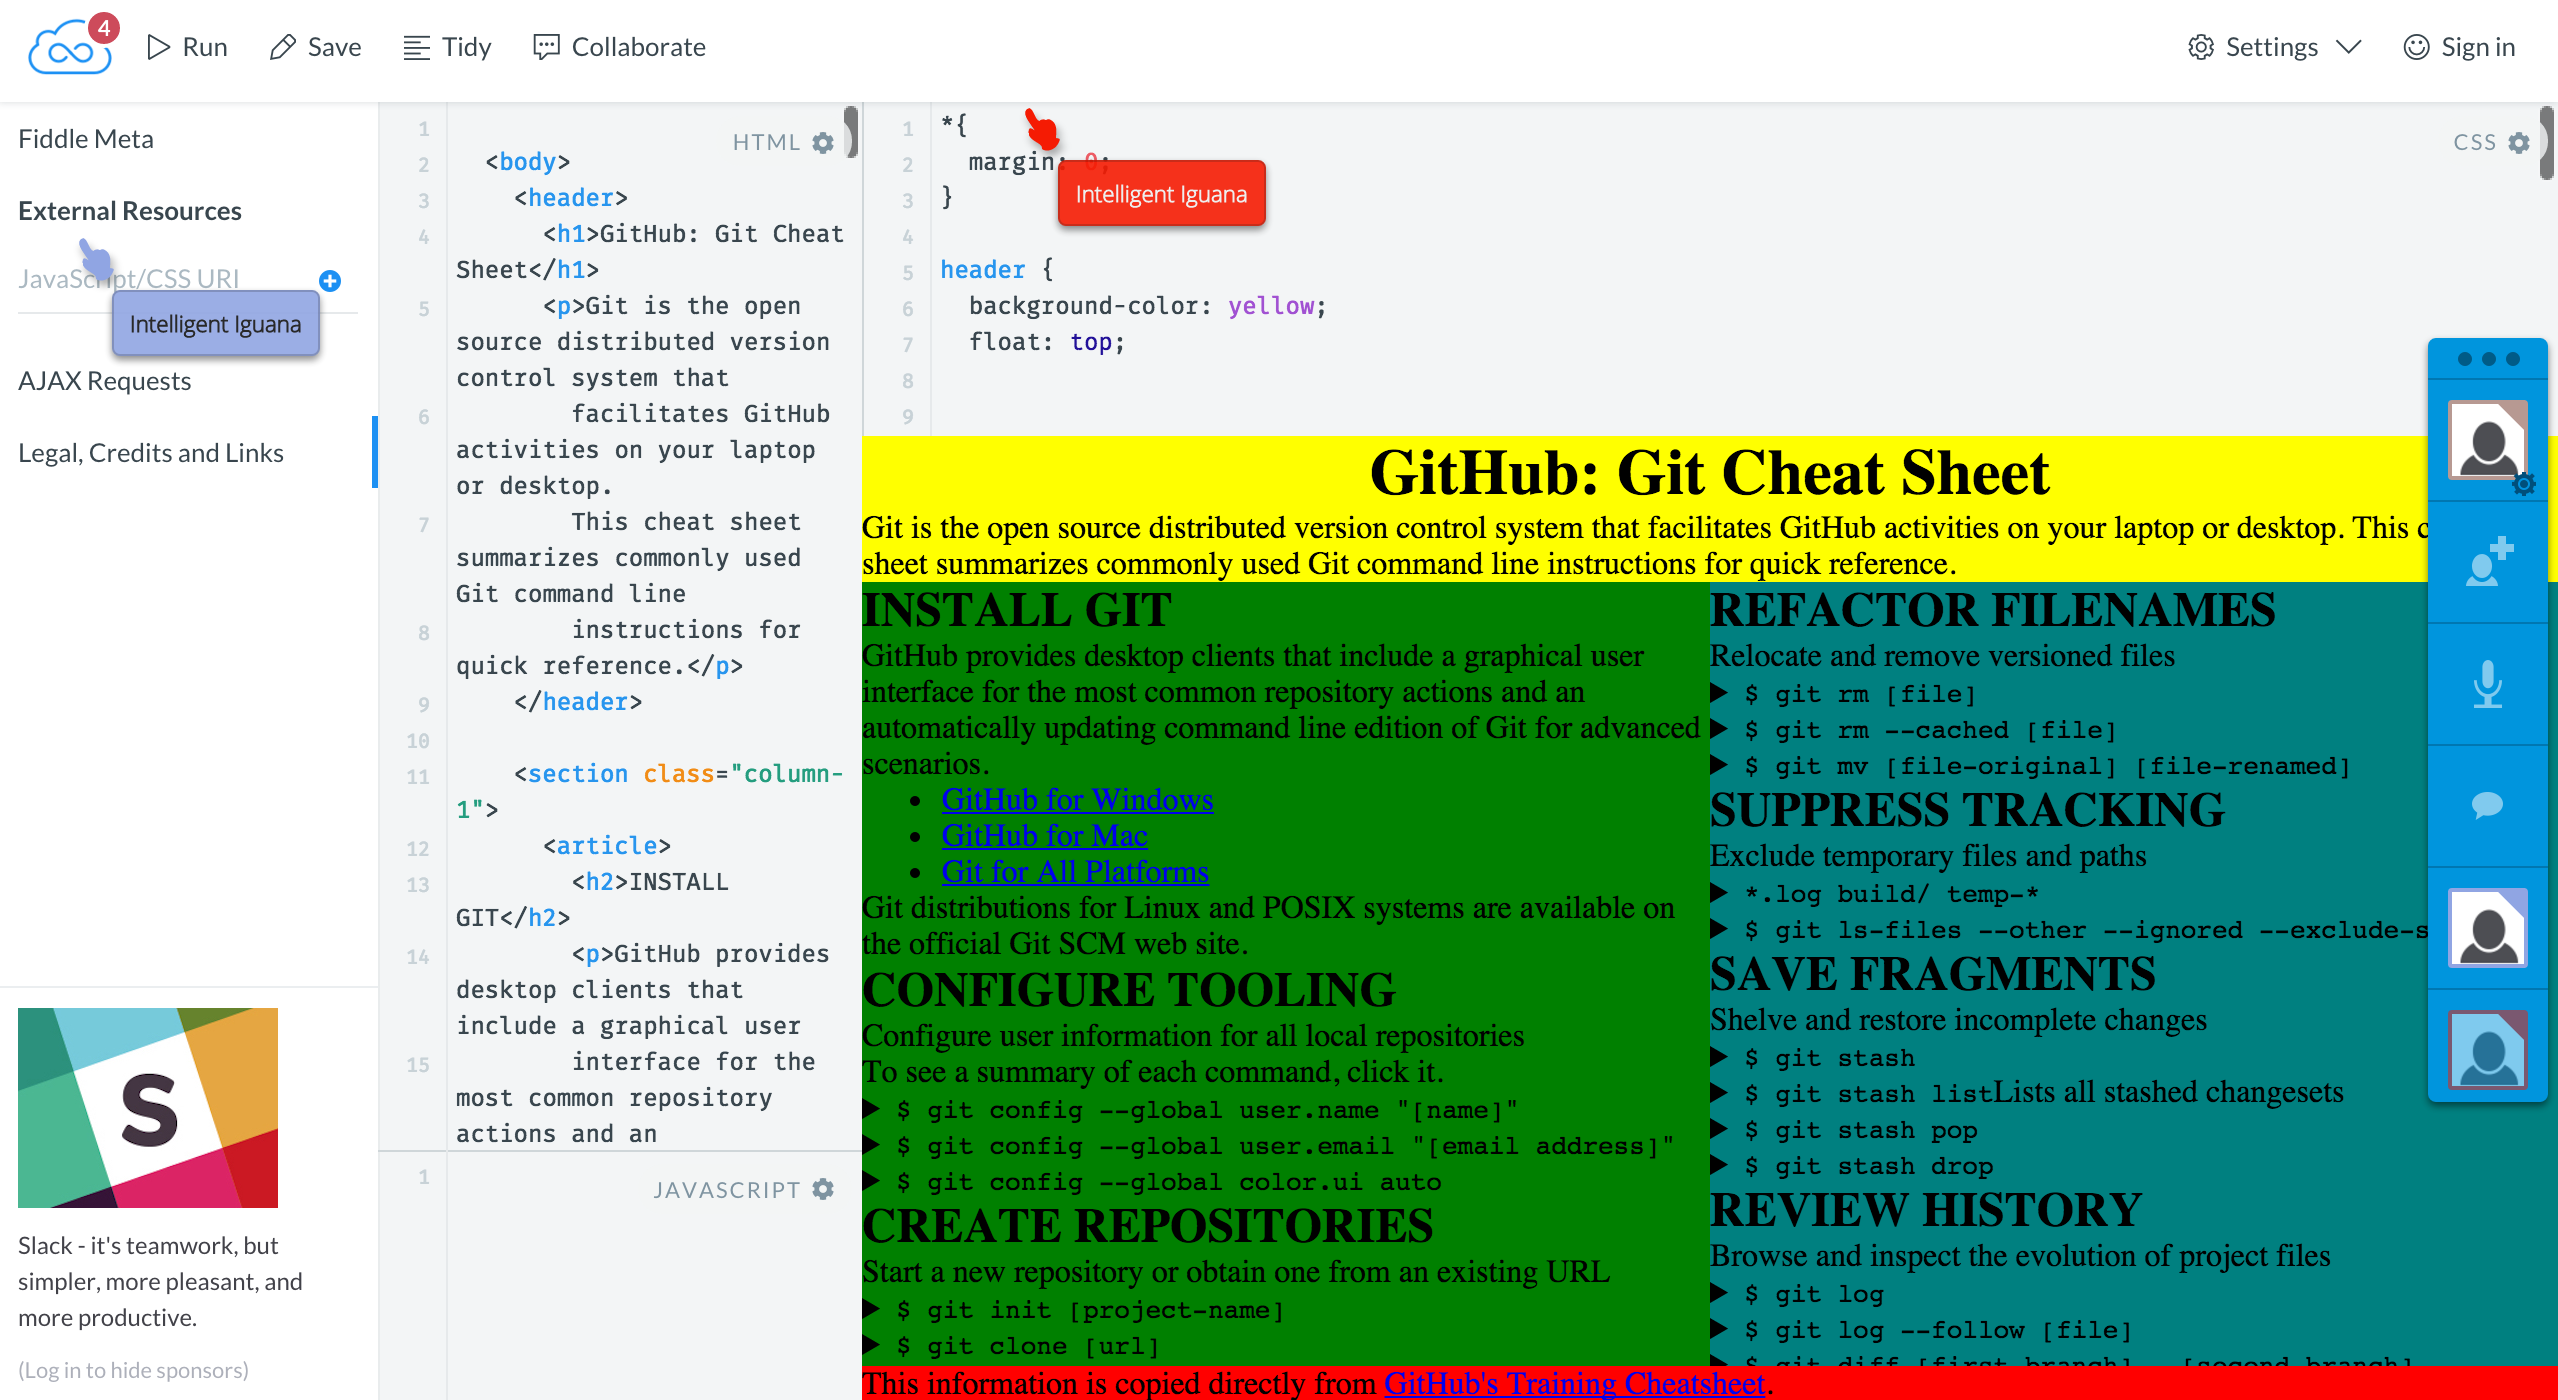 4
Run
Save
Tidy
Collaborate
Settings
Sign in
Fiddle Meta
External Resources
JavaScript/CSS URI
Intelligent Iguana
AJAX Requests
Legal, Credits and Links
S
Slack - it's teamwork, but
simpler, more pleasant, and
more productive.
(Log in to hide sponsors)
HTML
1
2 <body>
3 <header>
4 <h1>GitHub: Git Cheat
Sheet</h1>
5 <p>Git is the open
source distributed version
control system that
6 facilitates GitHub
activities on your laptop
or desktop.
7 This cheat sheet
summarizes commonly used
Git command line
8 instructions for
quick reference.</p>
9 </header>
10
11 <section class="column-
1">
12 <article>
13 <h2>INSTALL
GIT</h2>
14 <p>GitHub provides
desktop clients that
include a graphical user
15 interface for the
most common repository
actions and an
JAVASCRIPT
1
CSS
1 *{
2 margin: 0;
3 }
4
5 header {
6 background-color: yellow;
7 float: top;
8
9
Intelligent Iguana
GitHub: Git Cheat Sheet
Git is the open source distributed version control system that facilitates GitHub activities on your laptop or desktop. This c
sheet summarizes commonly used Git command line instructions for quick reference.
INSTALL GIT
GitHub provides desktop clients that include a graphical user
interface for the most common repository actions and an
automatically updating command line edition of Git for advanced
scenarios.
• GitHub for Windows
• GitHub for Mac
• Git for All Platforms
Git distributions for Linux and POSIX systems are available on
the official Git SCM web site.
CONFIGURE TOOLING
Configure user information for all local repositories
To see a summary of each command, click it.
$ git config --global user.name "[name]"
$ git config --global user.email "[email address]"
$ git config --global color.ui auto
CREATE REPOSITORIES
Start a new repository or obtain one from an existing URL
$ git init [project-name]
$ git clone [url]
REFACTOR FILENAMES
Relocate and remove versioned files
$ git rm [file]
$ git rm --cached [file]
$ git mv [file-original] [file-renamed]
SUPPRESS TRACKING
Exclude temporary files and paths
*.log build/ temp-*
$ git ls-files --other --ignored --exclude-s
SAVE FRAGMENTS
Shelve and restore incomplete changes
$ git stash
$ git stash listLists all stashed changesets
$ git stash pop
$ git stash drop
REVIEW HISTORY
Browse and inspect the evolution of project files
$ git log
$ git log --follow [file]
$ git diff [first-branch]...[second-branch]
This information is copied directly from GitHub's Training Cheatsheet.